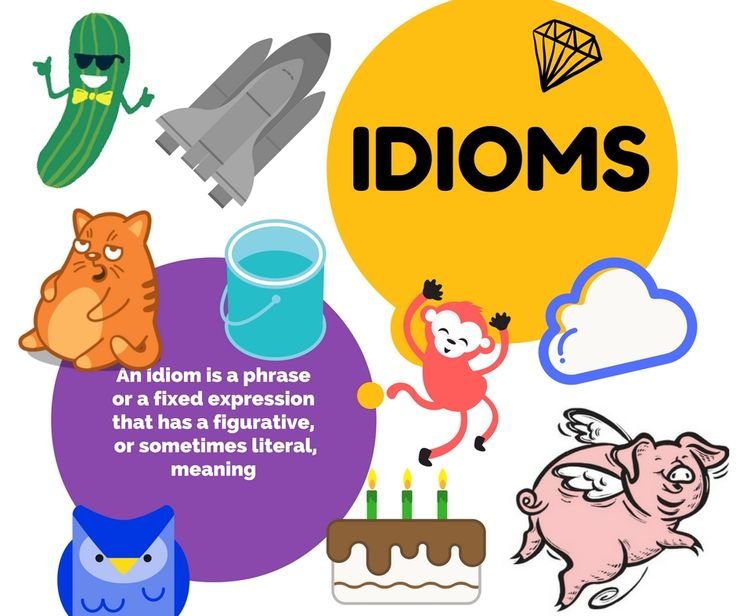 IDIOMS
An idiom is a phrase
or a fixed expression
that has a figurative,
or sometimes literal,
meaning